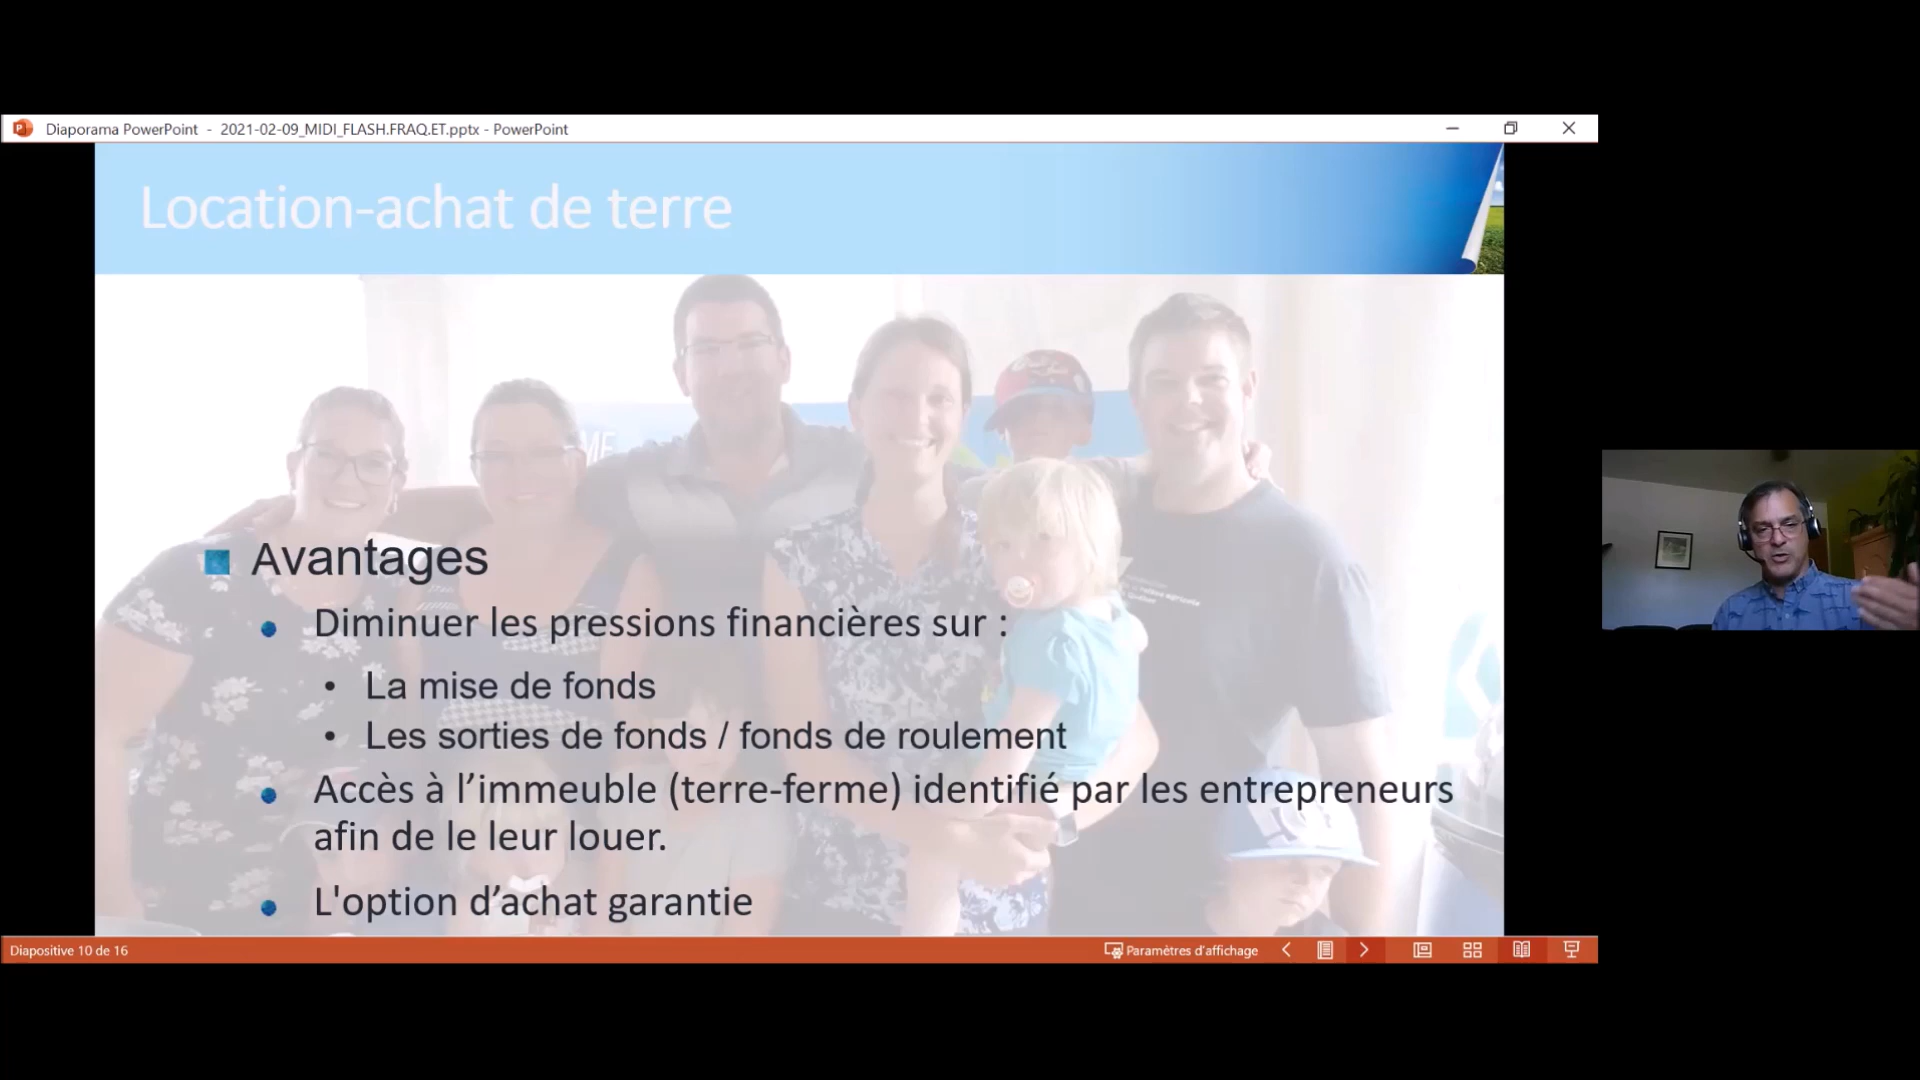 Diaporama PowerPoint - 2021-02-09_MIDI_FLASH.FRAQ.ET.pptx - PowerPoint
Location-achat de terre
Avantages
Diminuer les pressions financières sur :
• La mise de fonds
• Les sorties de fonds / fonds de roulement
Accès à l’immeuble (terre-ferme) identifié par les entrepreneurs
afin de le leur louer.
L'option d’achat garantie
Diapositive 10 de 16
Paramètres d'affichage